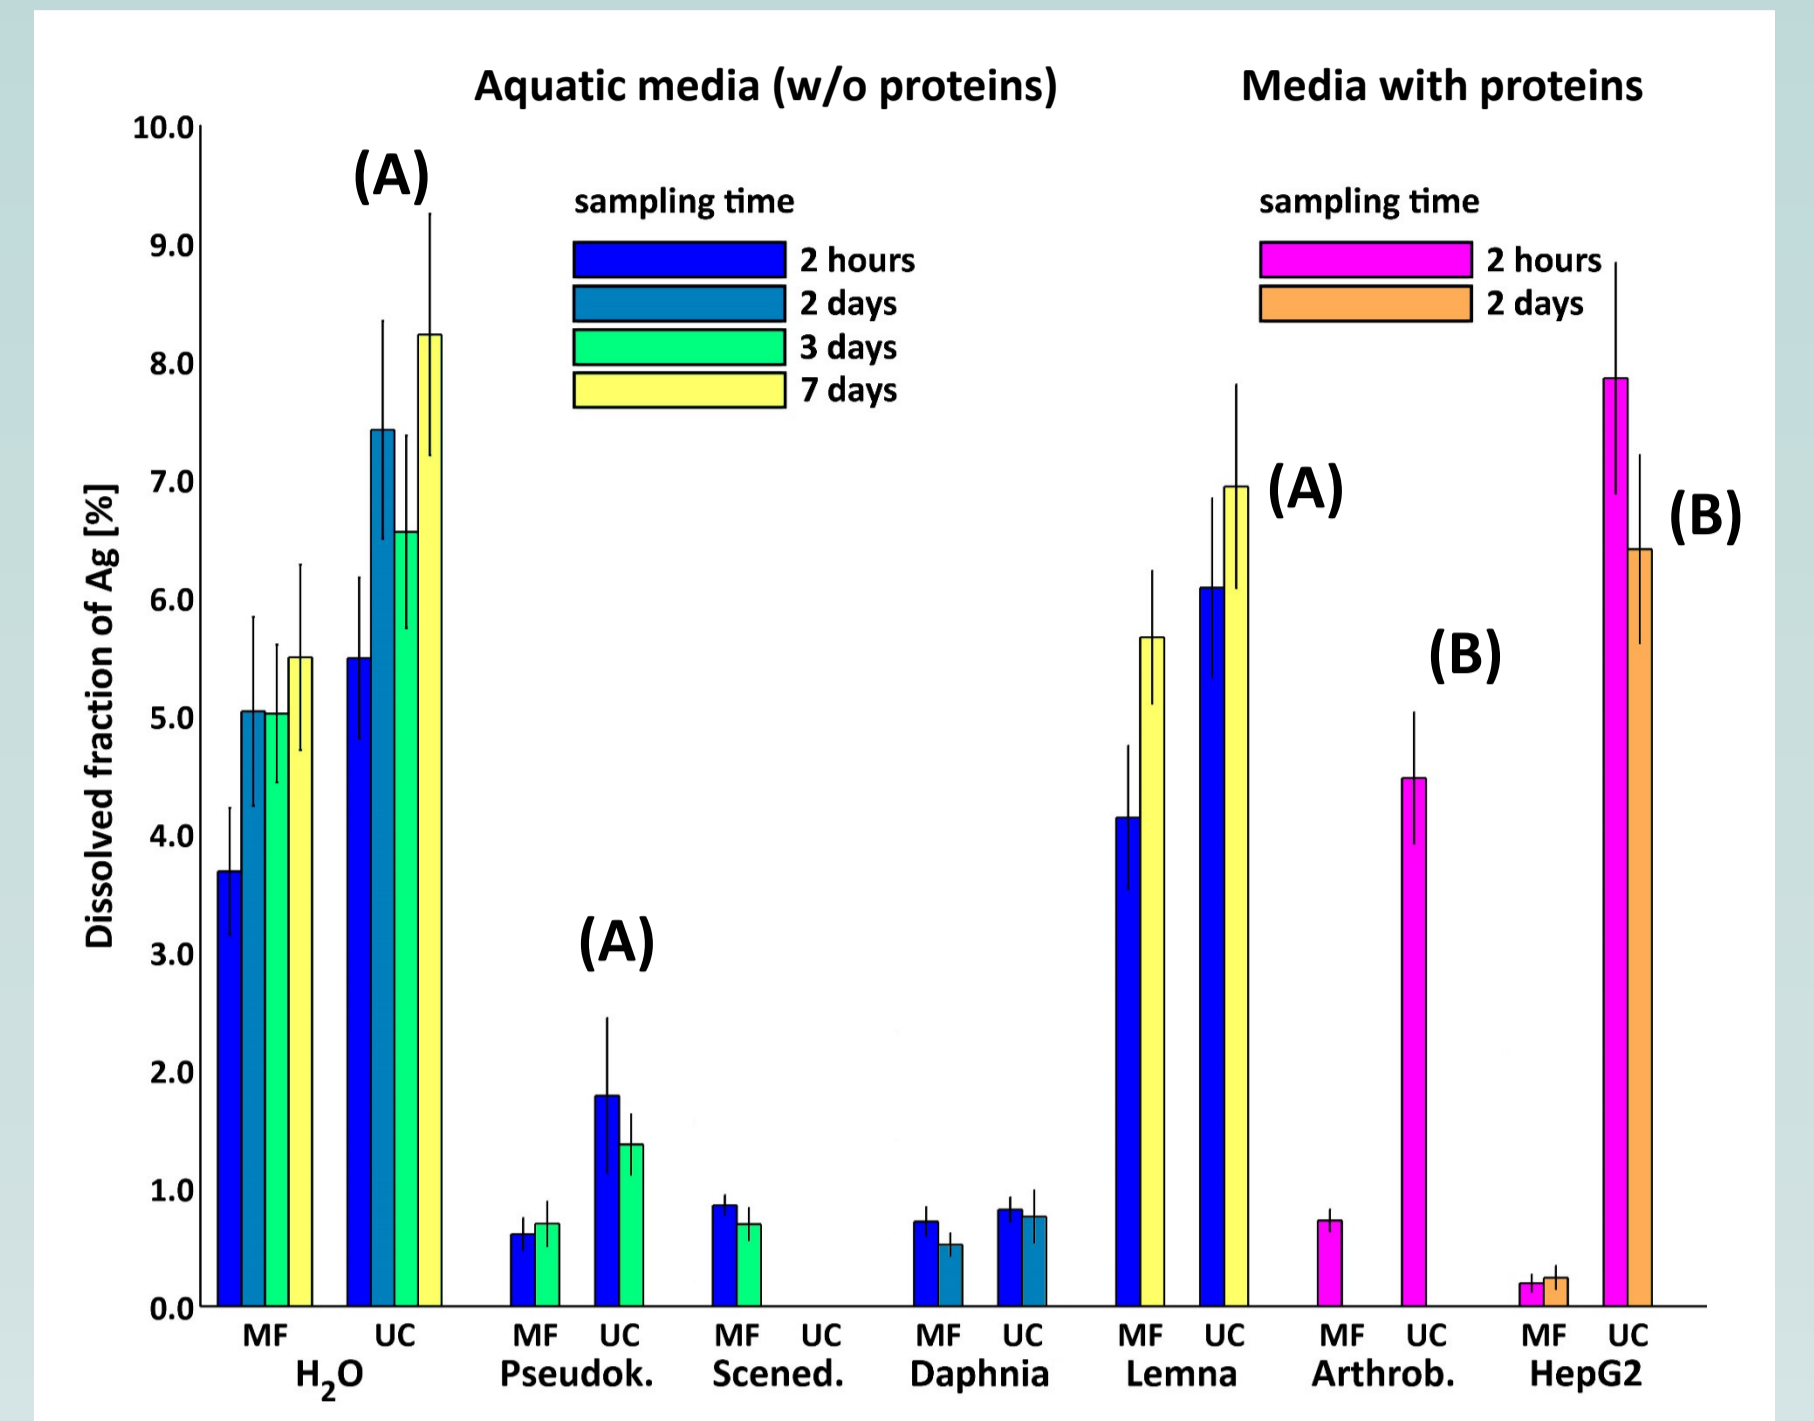 Aquatic media (w/o proteins)
Media with proteins
Dissolved fraction of Ag [%]
10.0
9.0
8.0
7.0
6.0
5.0
4.0
3.0
2.0
1.0
0.0
(A)
sampling time
2 hours
2 days
3 days
7 days
sampling time
2 hours
2 days
(A)
(B)
(B)
(A)
MF UC MF UC MF UC MF UC MF UC MF UC MF UC
H₂O Pseudok. Scened. Daphnia Lemna Arthrob. HepG2